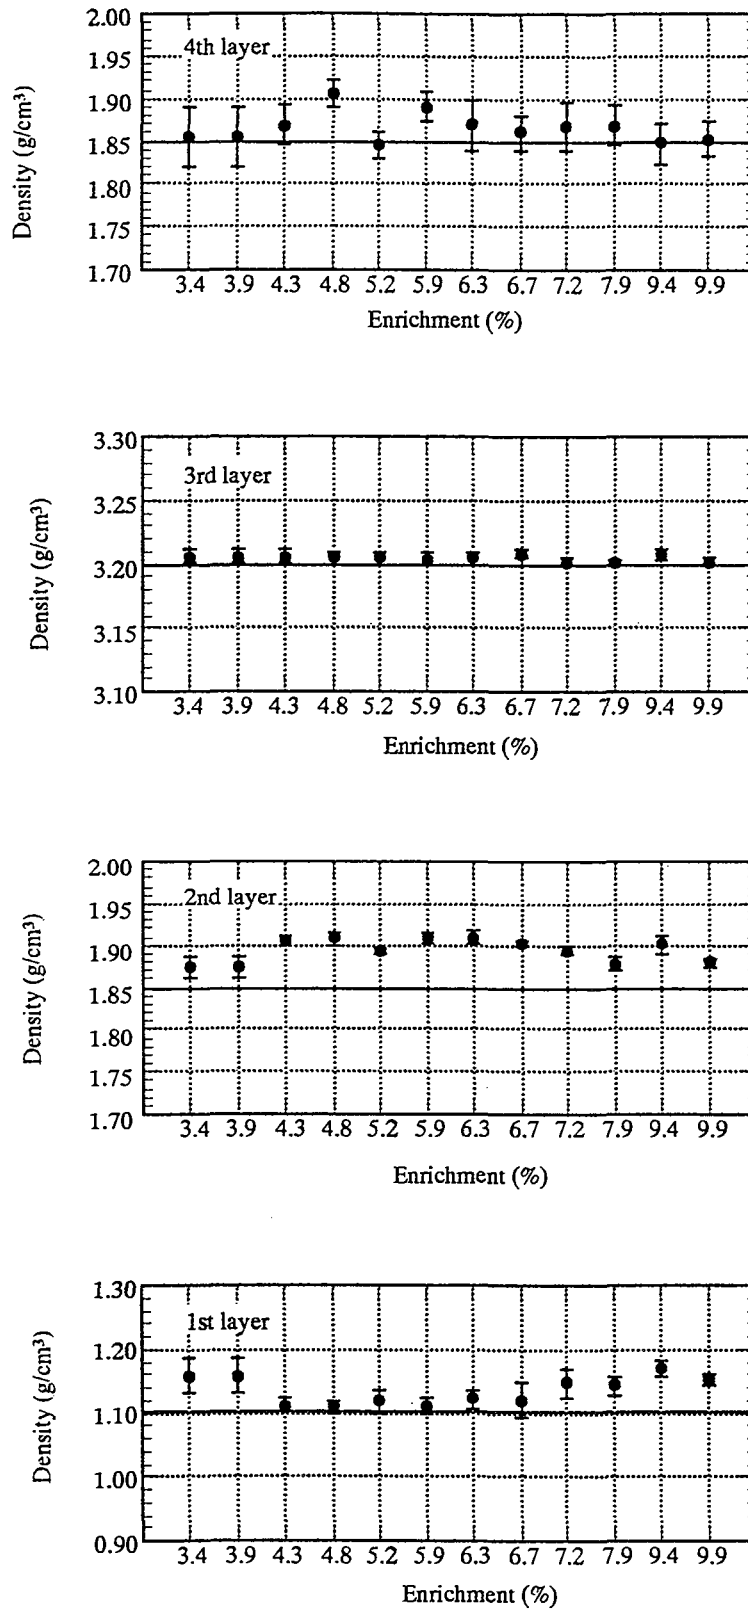 2.00
4th layer
1.95
1.90
1.85
1.80
1.75
1.70
Density (g/cm³)
3.4 3.9 4.3 4.8 5.2 5.9 6.3 6.7 7.2 7.9 9.4 9.9
Enrichment (%)
3.30
3rd layer
3.25
3.20
3.15
3.10
Density (g/cm³)
3.4 3.9 4.3 4.8 5.2 5.9 6.3 6.7 7.2 7.9 9.4 9.9
Enrichment (%)
2.00
2nd layer
1.95
1.90
1.85
1.80
1.75
1.70
Density (g/cm³)
3.4 3.9 4.3 4.8 5.2 5.9 6.3 6.7 7.2 7.9 9.4 9.9
Enrichment (%)
1.30
1st layer
1.20
1.10
1.00
0.90
Density (g/cm³)
3.4 3.9 4.3 4.8 5.2 5.9 6.3 6.7 7.2 7.9 9.4 9.9
Enrichment (%)